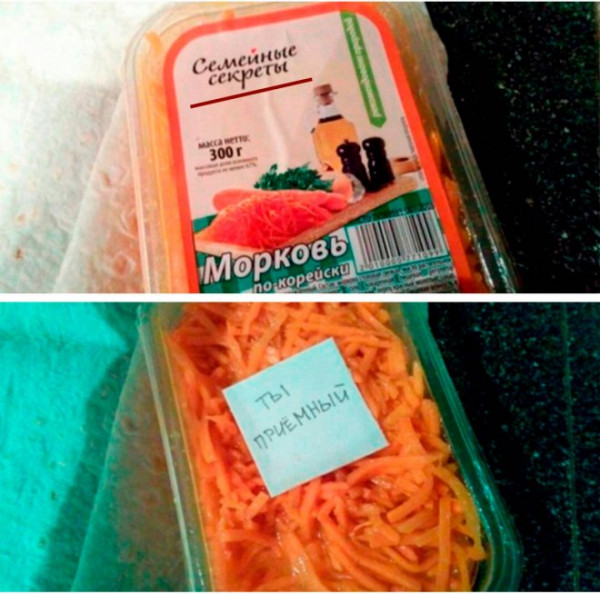 Семейные
секреты
масса нетто:
300 г
Морковь
по-корейски
ТЫ
ПРИЁМНЫЙ